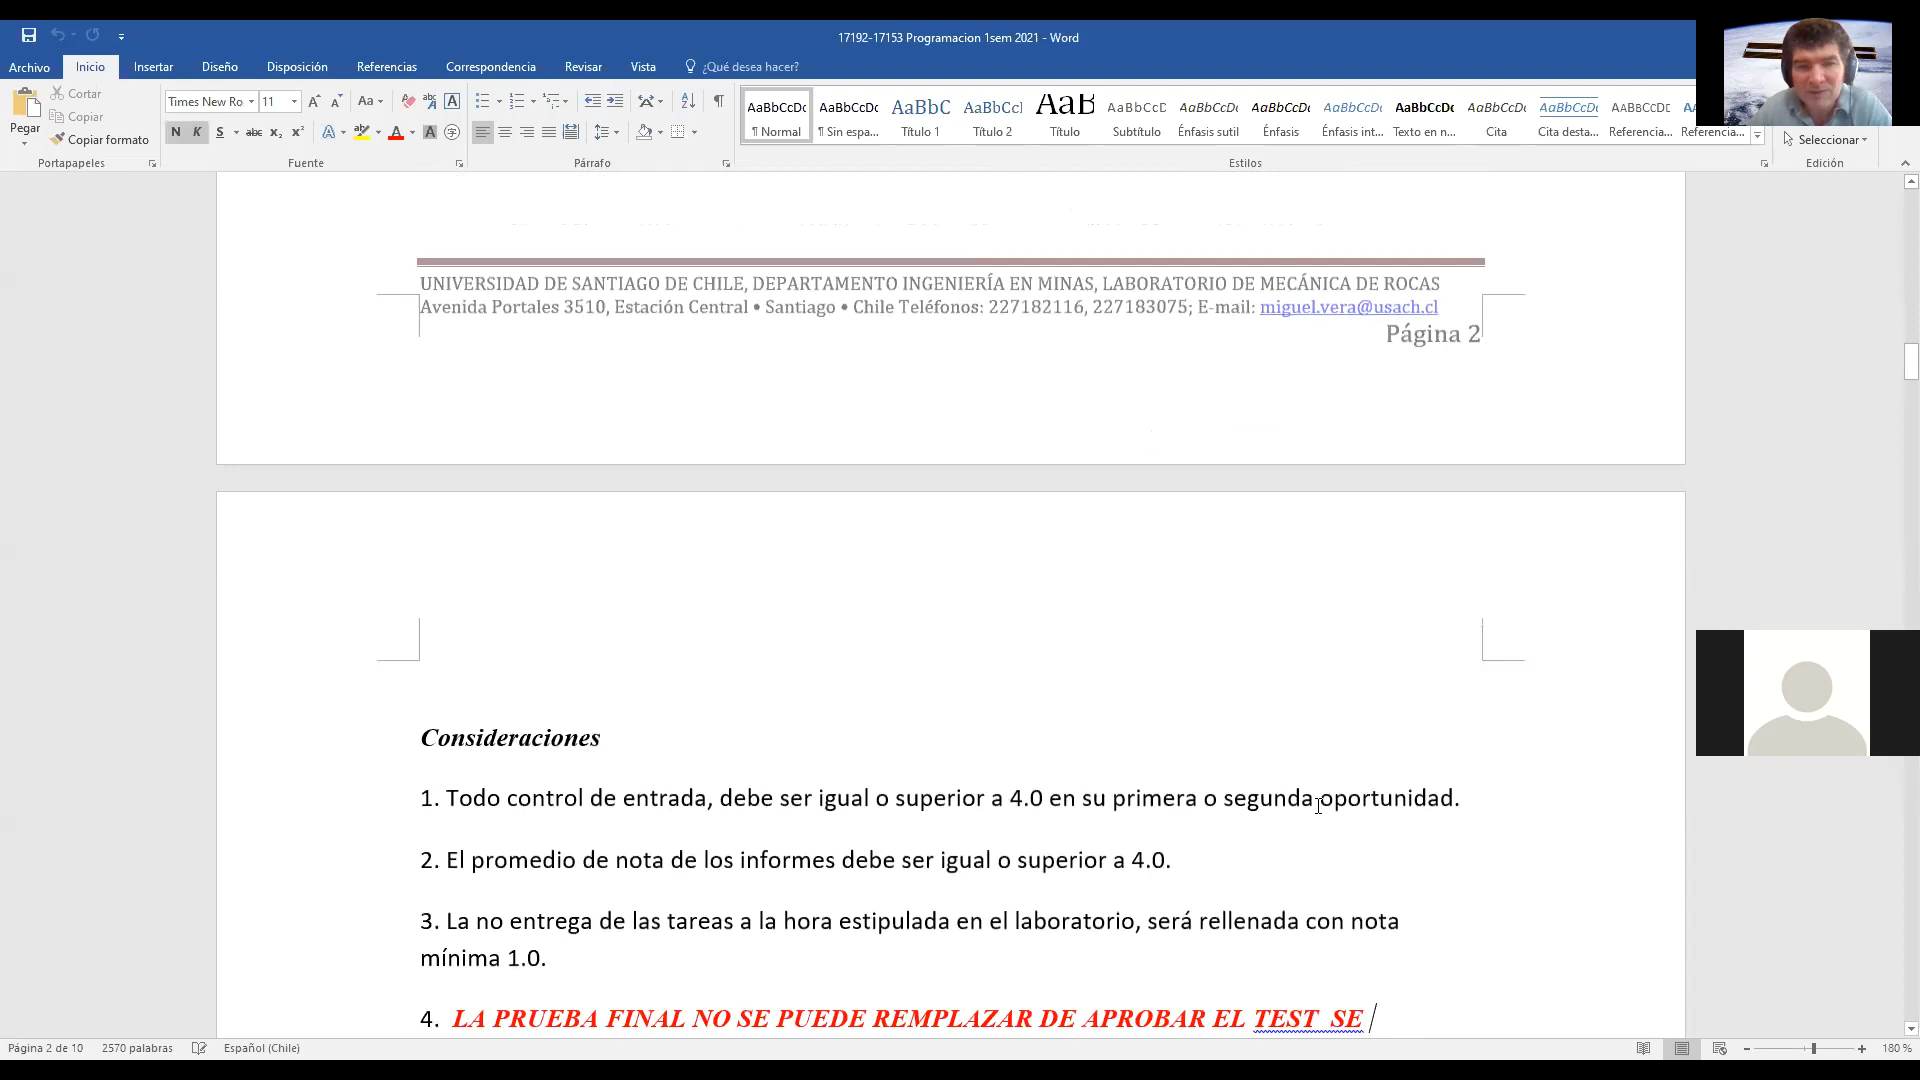 17192-17153 Programacion 1sem 2021 - Word
Archivo Inicio Insertar Diseño Disposición Referencias Correspondencia Revisar Vista ¿Qué desea hacer?
Pegar Cortar Copiar Copiar formato
Times New Ro 11
AaBbCcDc AaBbCcDc AaBbC AaBbCcl AaB AaBbCcD AaBbCcDc AaBbCcDc AaBbCcDc AaBbCcDc AaBbCcDc AaBbCcDc AaBbCcDc
¶ Normal ¶ Sin espa... Título 1 Título 2 Título Subtítulo Énfasis sutil Énfasis Énfasis int... Texto en n... Cita Cita desta... Referencia... Referencia...
Seleccionar
Portapapeles Fuente Párrafo Estilos Edición
UNIVERSIDAD DE SANTIAGO DE CHILE, DEPARTAMENTO INGENIERÍA EN MINAS, LABORATORIO DE MECÁNICA DE ROCAS
Avenida Portales 3510, Estación Central • Santiago • Chile Teléfonos: 227182116, 227183075; E-mail: miguel.vera@usach.cl
Página 2
Consideraciones
1. Todo control de entrada, debe ser igual o superior a 4.0 en su primera o segunda oportunidad.
2. El promedio de nota de los informes debe ser igual o superior a 4.0.
3. La no entrega de las tareas a la hora estipulada en el laboratorio, será rellenada con nota
mínima 1.0.
4. LA PRUEBA FINAL NO SE PUEDE REMPLAZAR DE APROBAR EL TEST SE
Página 2 de 10 2570 palabras Español (Chile) 180 %